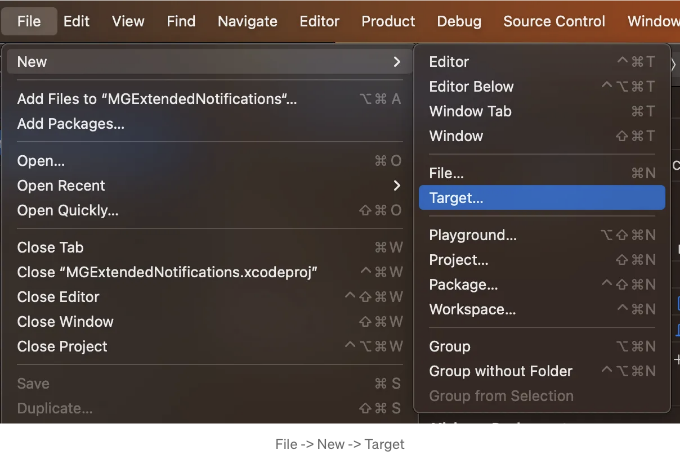 File Edit View Find Navigate Editor Product Debug Source Control Window
New
Add Files to “MGExtendedNotifications“... ⌥⌘ A
Add Packages...
Open... ⌘ O
Open Recent
Open Quickly... ⇧⌘ O
Close Tab ⌘ W
Close “MGExtendedNotifications.xcodeproj” ^⌘ W
Close Editor ^⇧⌘ W
Close Window ⇧⌘ W
Close Project ^⌥⌘ W
Save ⌘ S
Duplicate... ⇧⌘ S
Editor ^⌘ T
Editor Below ^⌥⌘ T
Window Tab ⌘ T
Window ⇧⌘ T
File... ⌘ N
Target...
Playground... ⌥⇧⌘ N
Project... ⇧⌘ N
Package... ^⇧⌘ N
Workspace... ^⌘ N
Group ⌥⌘ N
Group without Folder ^⌥⌘ N
Group from Selection
File -> New -> Target